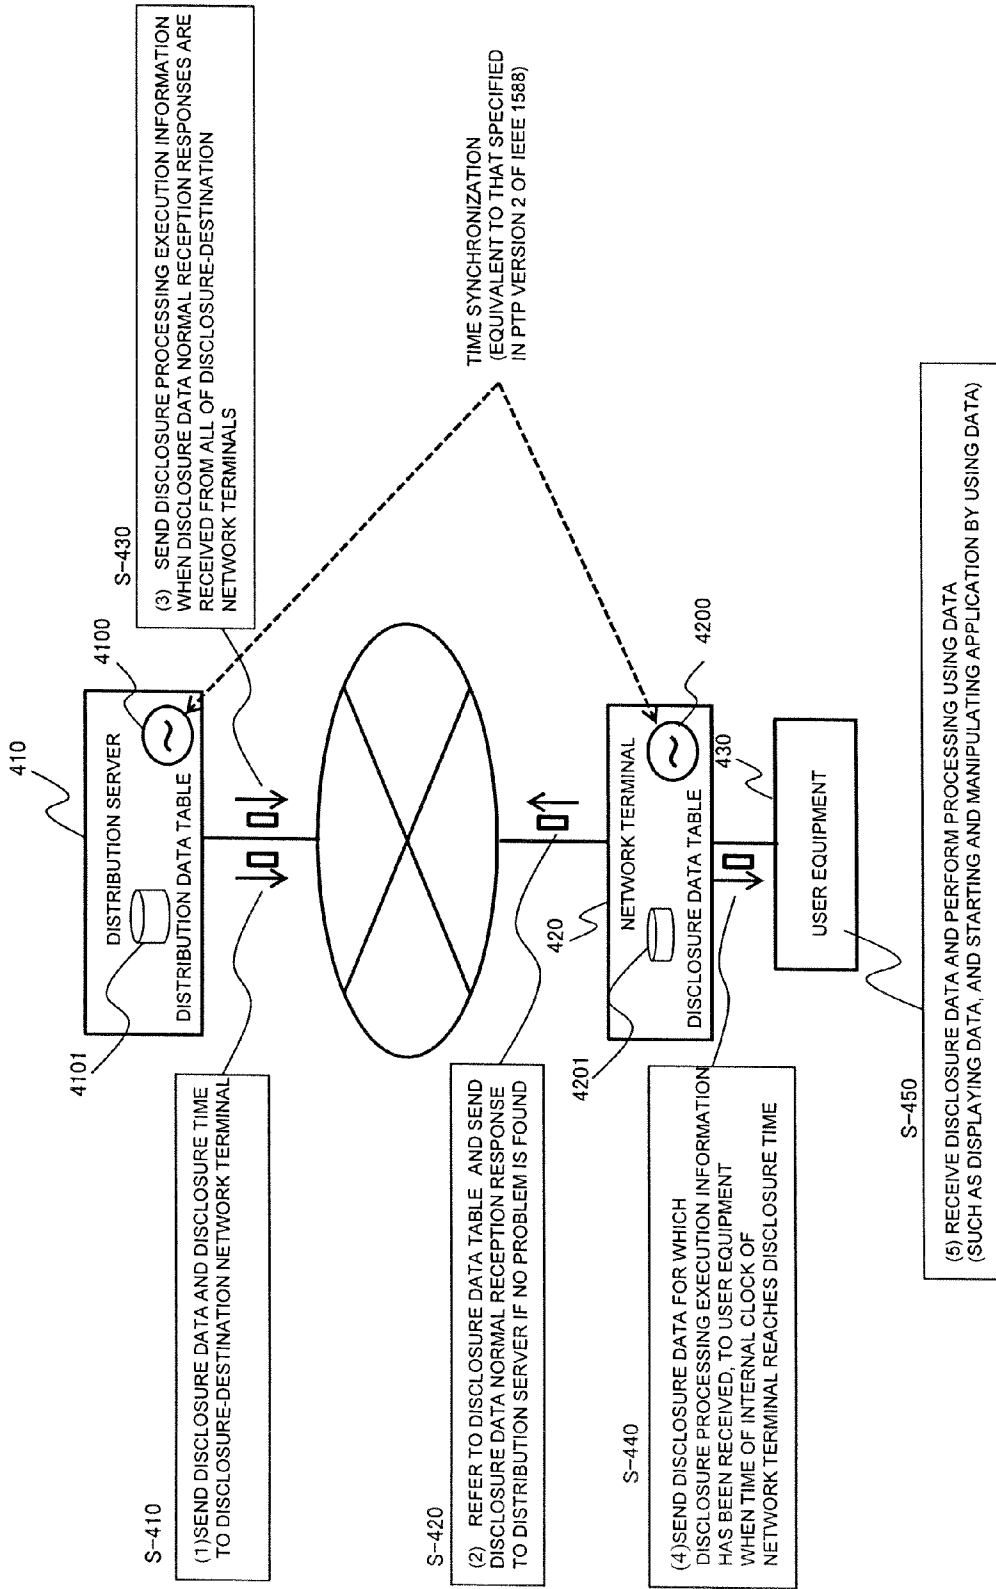 S-410
(1)SEND DISCLOSURE DATA AND DISCLOSURE TIME
TO DISCLOSURE-DESTINATION NETWORK TERMINAL
S-420
(2) REFER TO DISCLOSURE DATA TABLE AND SEND
DISCLOSURE DATA NORMAL RECEPTION RESPONSE
TO DISTRIBUTION SERVER IF NO PROBLEM IS FOUND
S-440
(4)SEND DISCLOSURE DATA FOR WHICH
DISCLOSURE PROCESSING EXECUTION INFORMATION
HAS BEEN RECEIVED, TO USER EQUIPMENT
WHEN TIME OF INTERNAL CLOCK OF
NETWORK TERMINAL REACHES DISCLOSURE TIME
410
4101
DISTRIBUTION SERVER
DISTRIBUTION DATA TABLE
4100
420
4201
NETWORK TERMINAL
DISCLOSURE DATA TABLE
4200
430
USER EQUIPMENT
S-430
(3) SEND DISCLOSURE PROCESSING EXECUTION INFORMATION
WHEN DISCLOSURE DATA NORMAL RECEPTION RESPONSES ARE
RECEIVED FROM ALL OF DISCLOSURE-DESTINATION
NETWORK TERMINALS
TIME SYNCHRONIZATION
(EQUIVALENT TO THAT SPECIFIED
IN PTP VERSION 2 OF IEEE 1588)
S-450
(5) RECEIVE DISCLOSURE DATA AND PERFORM PROCESSING USING DATA
(SUCH AS DISPLAYING DATA, AND STARTING AND MANIPULATING APPLICATION BY USING DATA)